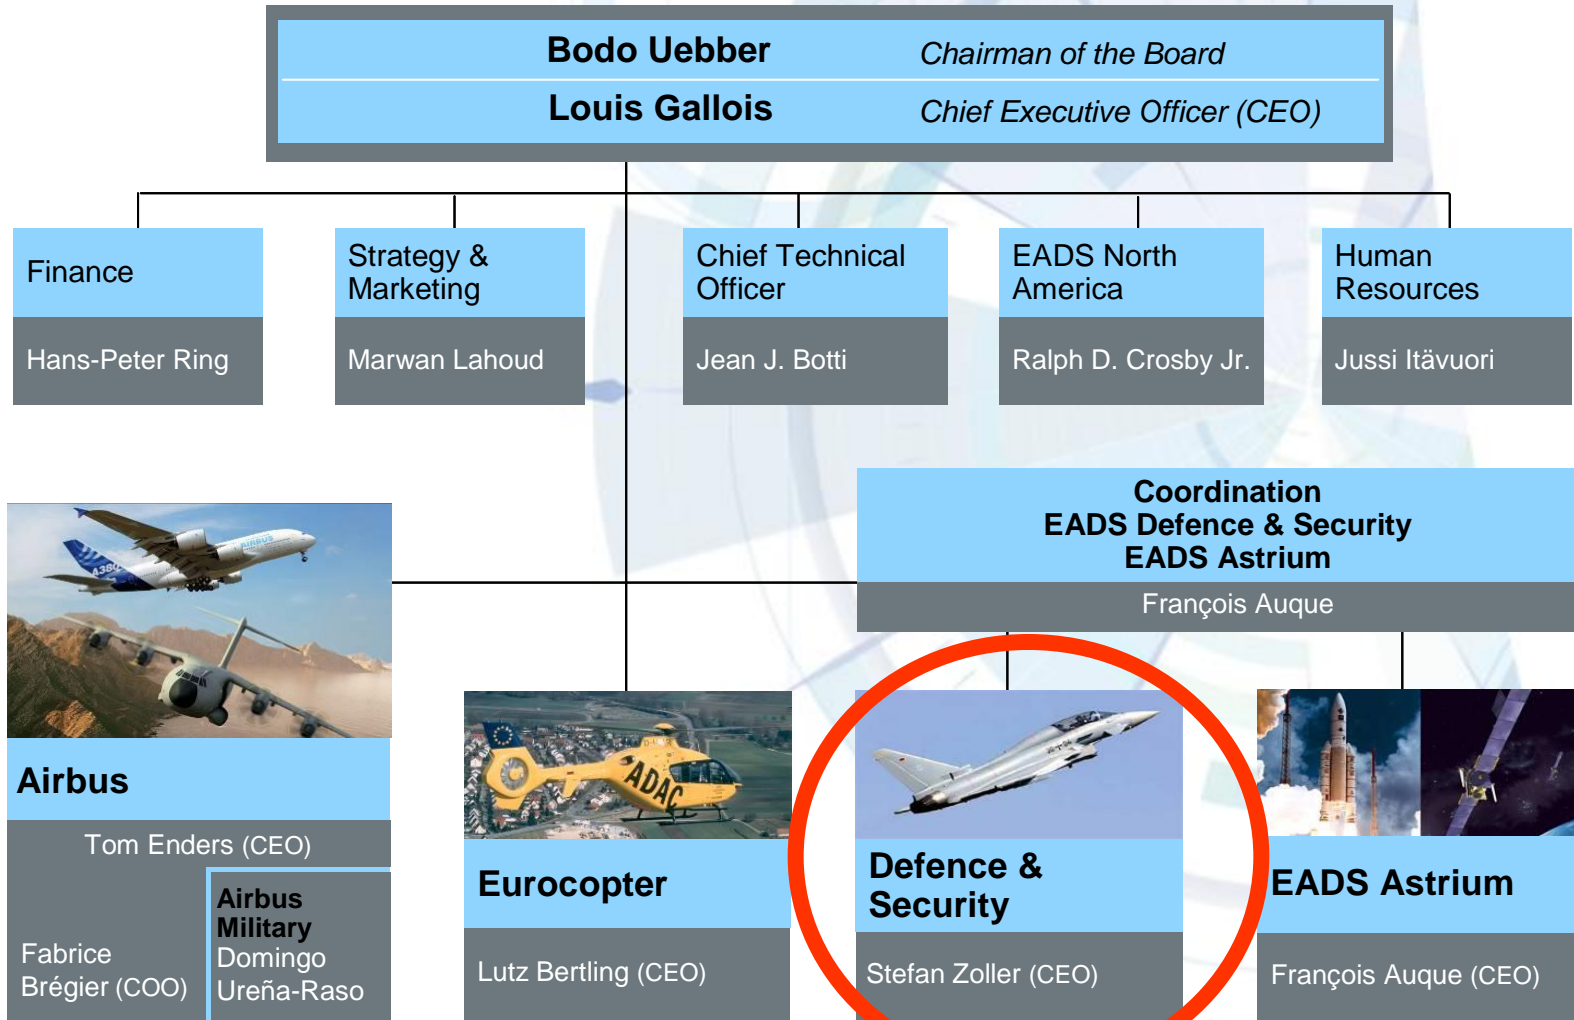 Bodo Uebber Chairman of the Board
Louis Gallois Chief Executive Officer (CEO)
Finance
Hans-Peter Ring
Strategy &
Marketing
Marwan Lahoud
Chief Technical
Officer
Jean J. Botti
EADS North
America
Ralph D. Crosby Jr.
Human
Resources
Jussi Itävuori
Coordination
EADS Defence & Security
EADS Astrium
François Auque
AIRBUS
A380
Airbus
Tom Enders (CEO)
Fabrice
Brégier (COO)
Airbus
Military
Domingo
Ureña-Raso
ADAC
Eurocopter
Lutz Bertling (CEO)
Defence &
Security
Stefan Zoller (CEO)
EADS Astrium
François Auque (CEO)